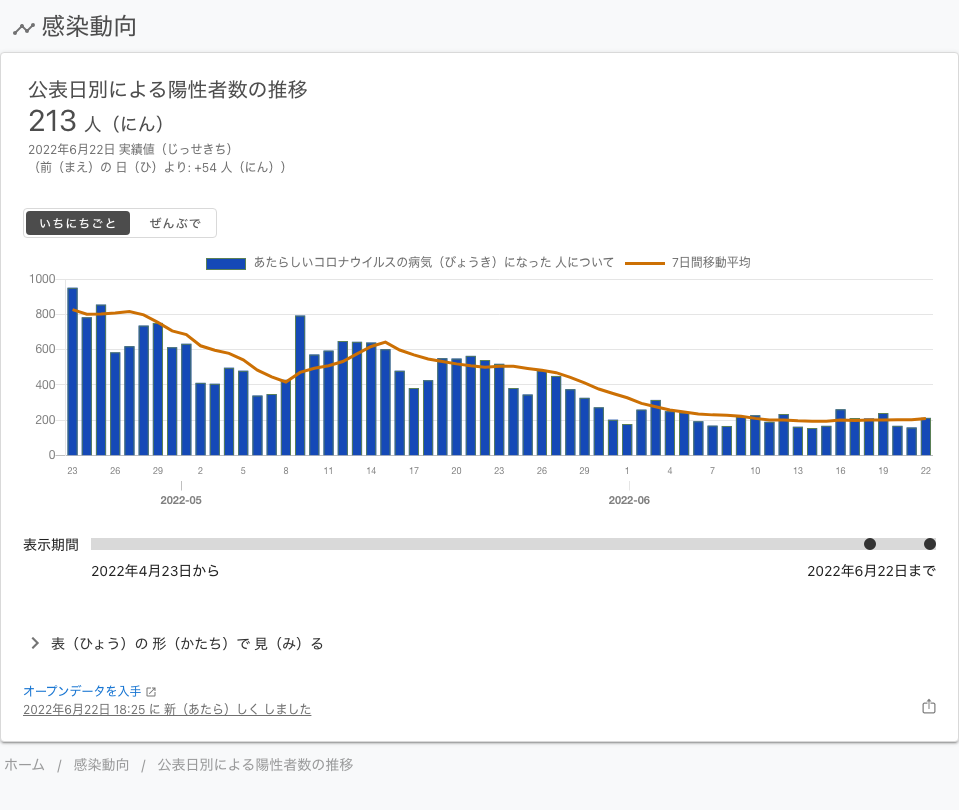 感染動向
公表日別による陽性者数の推移
213 人（にん）
2022年6月22日 実績値（じっせきち）
（前（まえ）の 日（ひ）より: +54 人（にん））
いちにちごと ぜんぶで
あたらしいコロナウイルスの病気（びょうき）になった 人について 7日間移動平均
1000
800
600
400
200
0
23 26 29 2 5 8 11 14 17 20 23 26 29 1 4 7 10 13 16 19 22
2022-05 2022-06
表示期間
2022年4月23日から 2022年6月22日まで
表（ひょう）の 形（かたち）で 見（み）る
オープンデータを入手
2022年6月22日 18:25 に 新（あたら）しく しました
ホーム / 感染動向 / 公表日別による陽性者数の推移